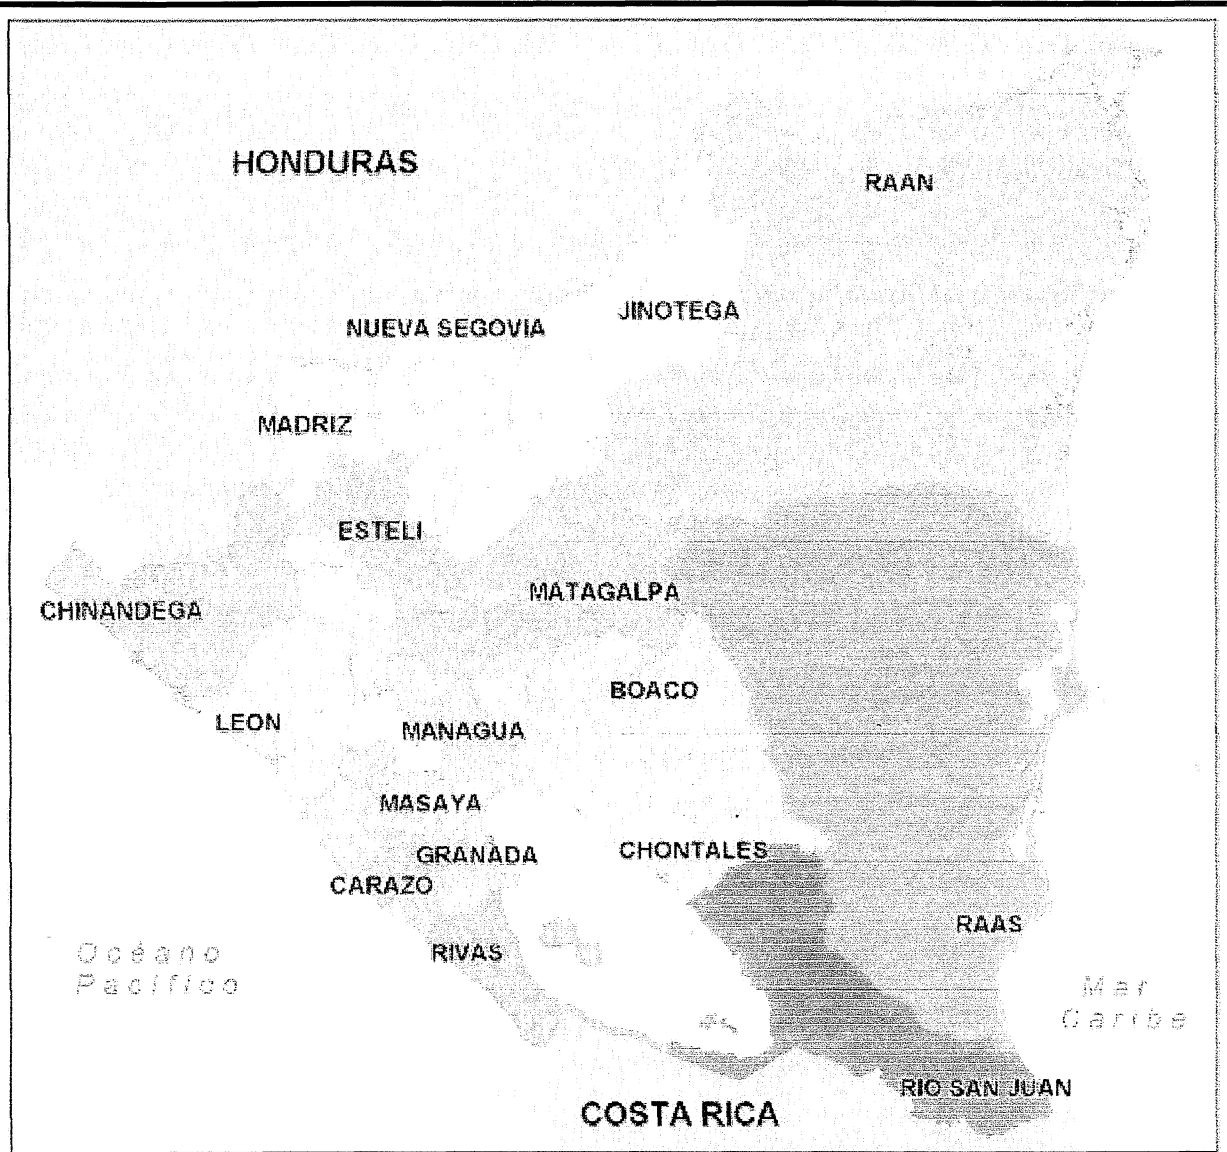 HONDURAS
RAAN
JINOTEGA
NUEVA SEGOVIA
MADRIZ
ESTELI
MATAGALPA
CHINANDEGA
BOACO
LEON
MANAGUA
MASAYA
CHONTALES
GRANADA
CARAZO
RAAS
RIVAS
Océano
Pacífico
Mar
Caribe
RIO SAN JUAN
COSTA RICA